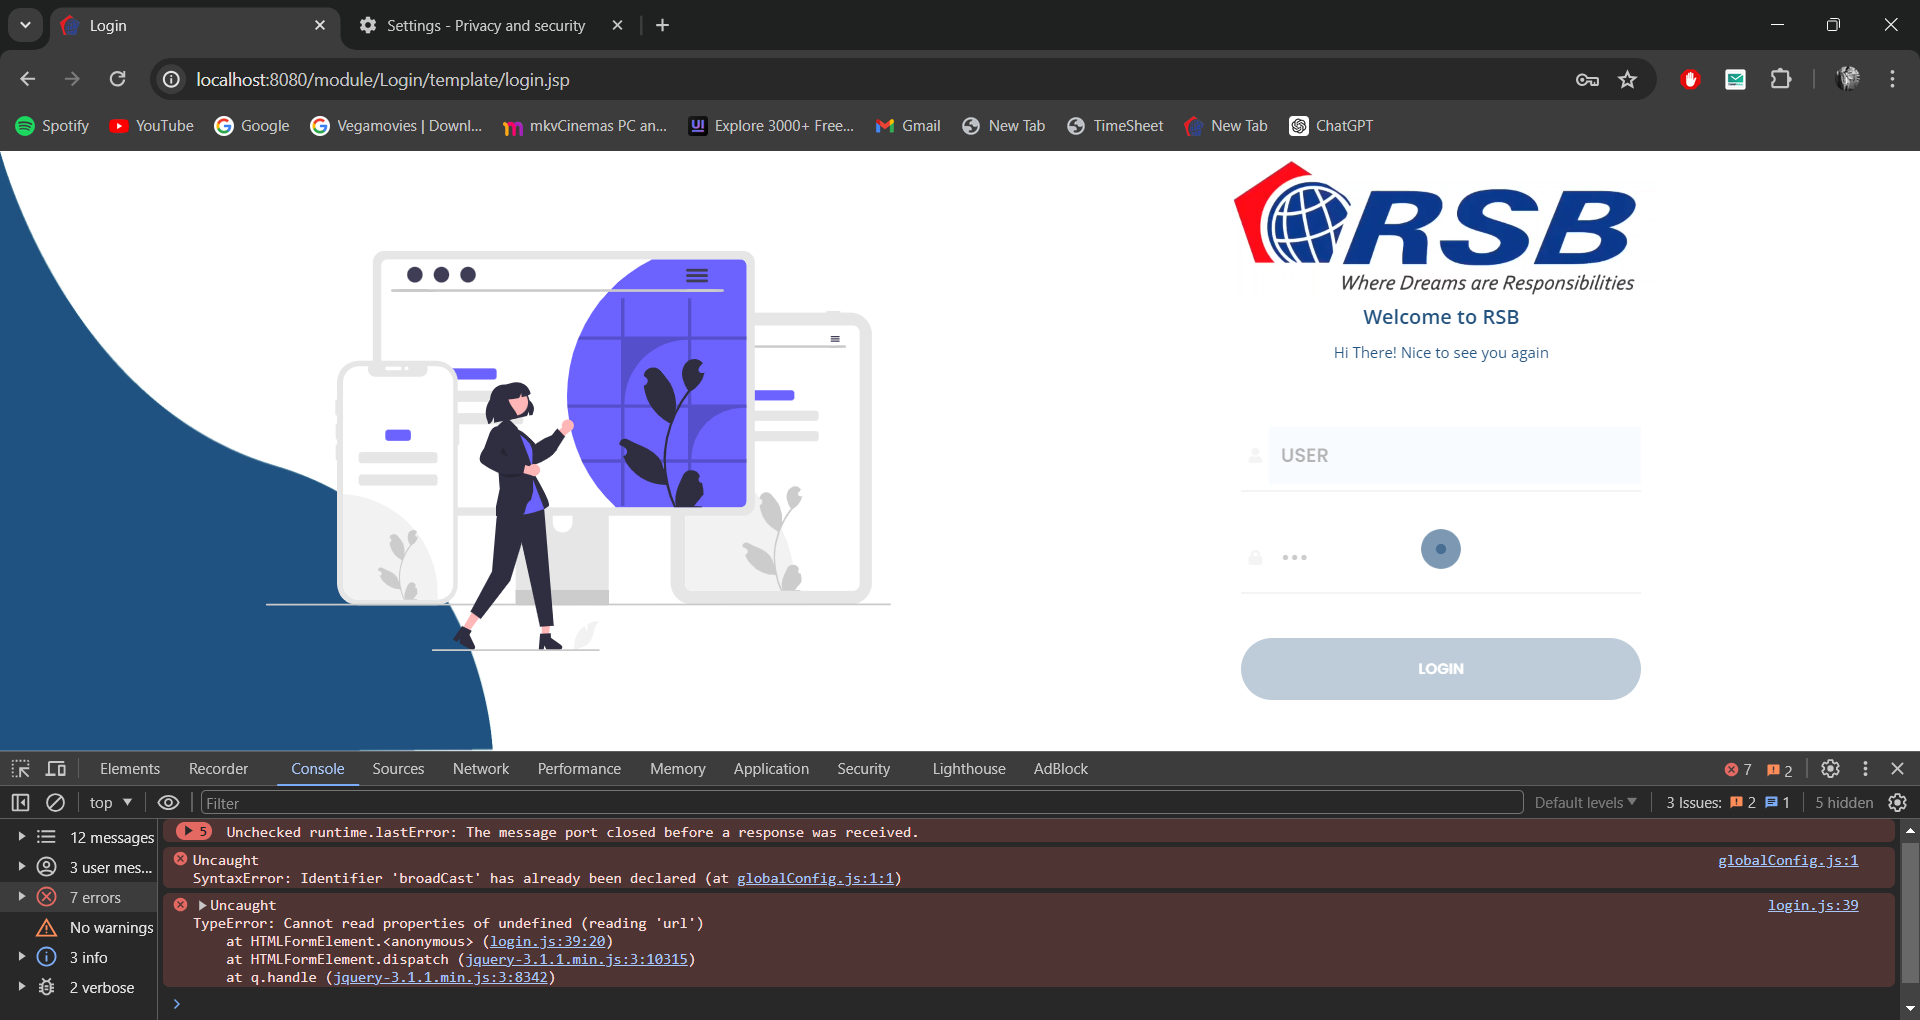 Login
Settings - Privacy and security
localhost:8080/module/Login/template/login.jsp
Spotify
YouTube
Google
Vegamovies | Downl...
mkvCinemas PC an...
UI
Explore 3000+ Free...
Gmail
New Tab
TimeSheet
New Tab
ChatGPT
RSB
Where Dreams are Responsibilities
Welcome to RSB
Hi There! Nice to see you again
USER
LOGIN
Elements Recorder Console Sources Network Performance Memory Application Security Lighthouse AdBlock 7 2
top Filter Default levels 3 Issues: 2 1 5 hidden
12 messages
3 user mes...
7 errors
No warnings
3 info
2 verbose
5 Unchecked runtime.lastError: The message port closed before a response was received.
Uncaught globalConfig.js:1
SyntaxError: Identifier 'broadCast' has already been declared (at globalConfig.js:1:1)
Uncaught login.js:39
TypeError: Cannot read properties of undefined (reading 'url')
at HTMLFormElement.<anonymous> (login.js:39:20)
at HTMLFormElement.dispatch (jquery-3.1.1.min.js:3:10315)
at q.handle (jquery-3.1.1.min.js:3:8342)